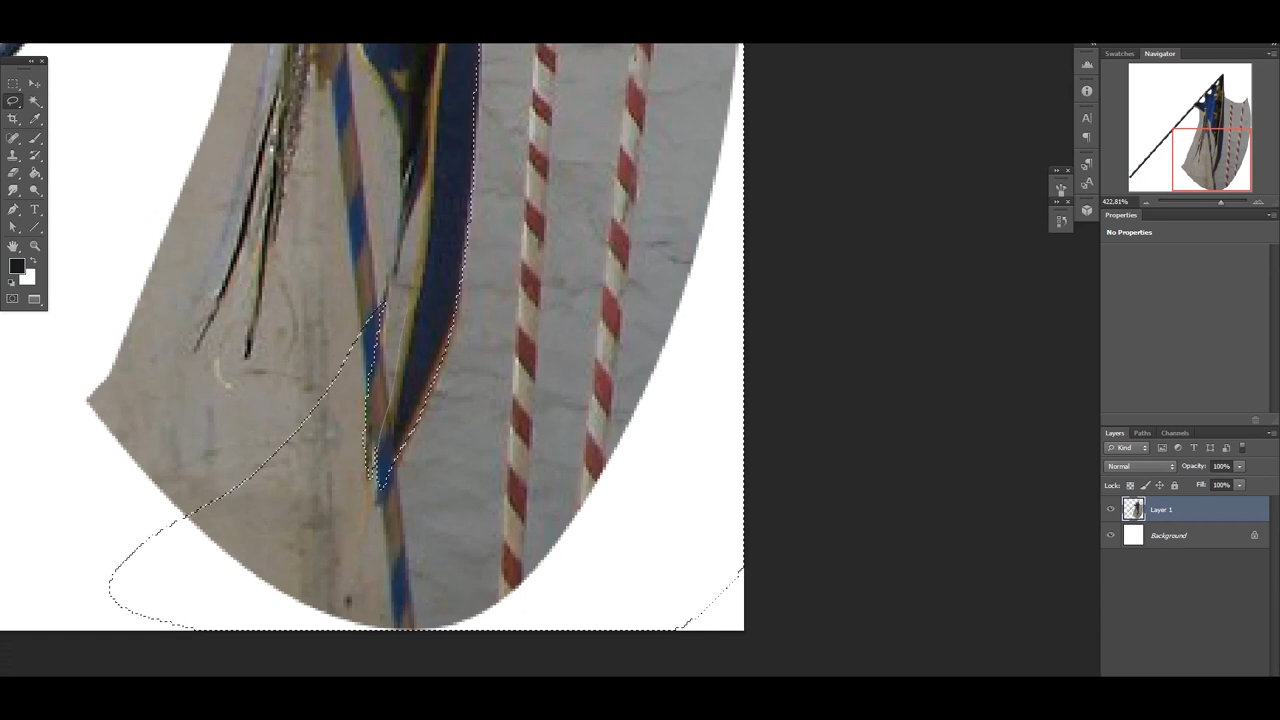 Swatches Navigator
422,81%
Properties
No Properties
Layers Paths Channels
Kind
Normal Opacity: 100%
Lock: Fill: 100%
Layer 1
Background